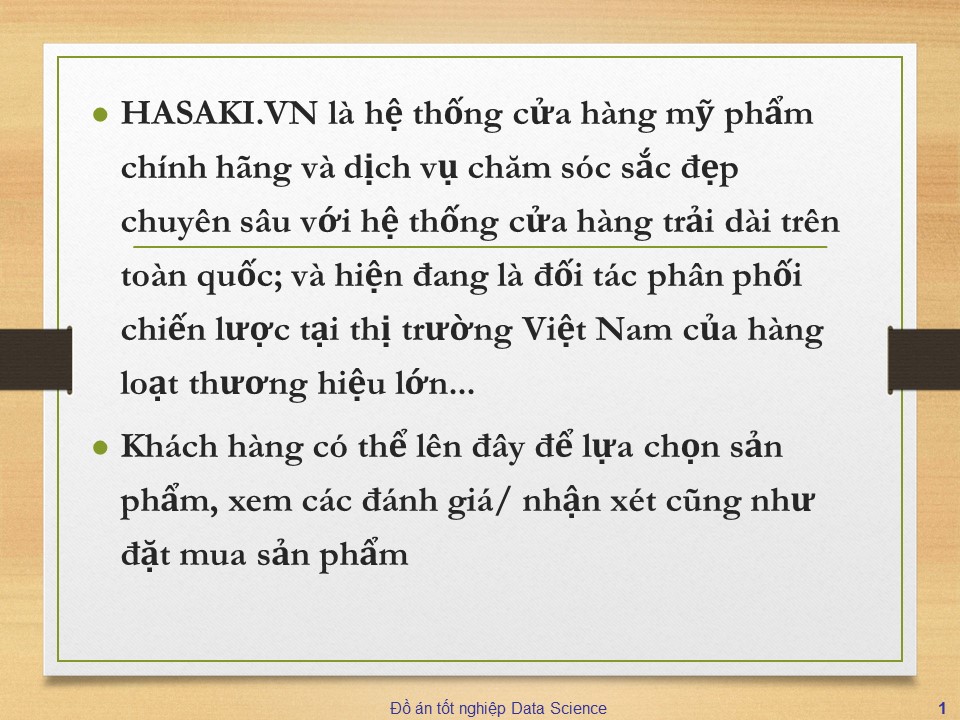 ● HASAKI.VN là hệ thống cửa hàng mỹ phẩm
chính hãng và dịch vụ chăm sóc sắc đẹp
chuyên sâu với hệ thống cửa hàng trải dài trên
toàn quốc; và hiện đang là đối tác phân phối
chiến lược tại thị trường Việt Nam của hàng
loạt thương hiệu lớn...
● Khách hàng có thể lên đây để lựa chọn sản
phẩm, xem các đánh giá/ nhận xét cũng như
đặt mua sản phẩm
Đồ án tốt nghiệp Data Science
1